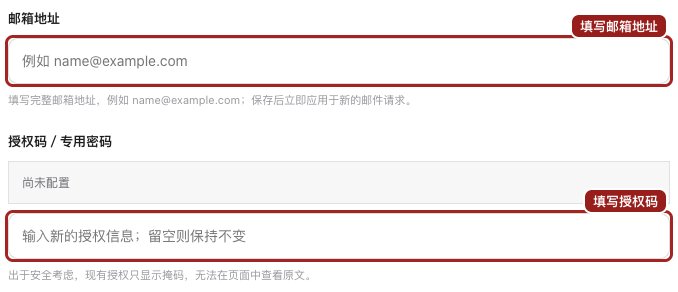 邮箱地址
填写邮箱地址
例如 name@example.com
填写完整邮箱地址，例如 name@example.com；保存后立即应用于新的邮件请求。
授权码 / 专用密码
尚未配置
填写授权码
输入新的授权信息；留空则保持不变
出于安全考虑，现有授权只显示掩码，无法在页面中查看原文。